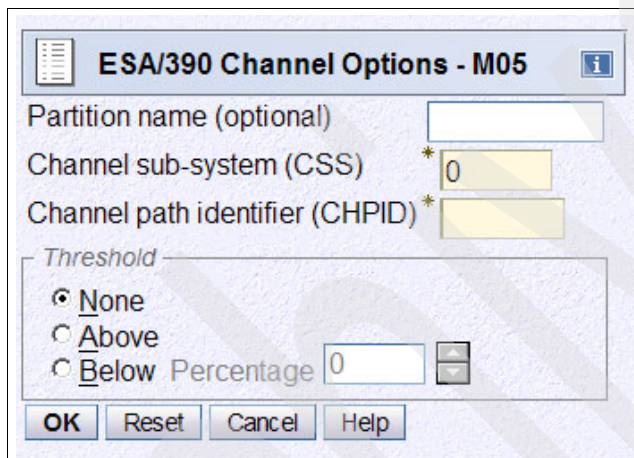 ESA/390 Channel Options - M05 i
Partition name (optional)
Channel sub-system (CSS) * 0
Channel path identifier (CHPID) *
Threshold
None
Above
Below Percentage 0
OK Reset Cancel Help